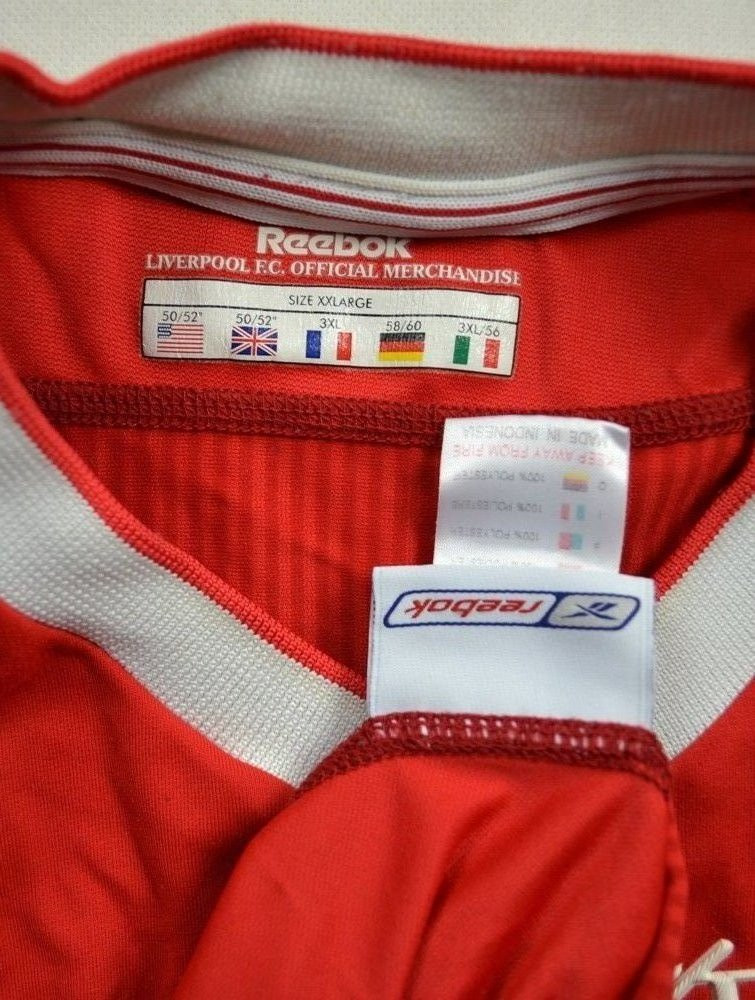 Reebok
LIVERPOOL F.C. OFFICIAL MERCHANDISE
SIZE XXLARGE
50/52" 50/52" 3XL 58/60 3XL/56
MADE IN INDONESIA
KEEP AWAY FROM FIRE
D 100% POLYESTER
100%
100% POLYESTER
Reebok